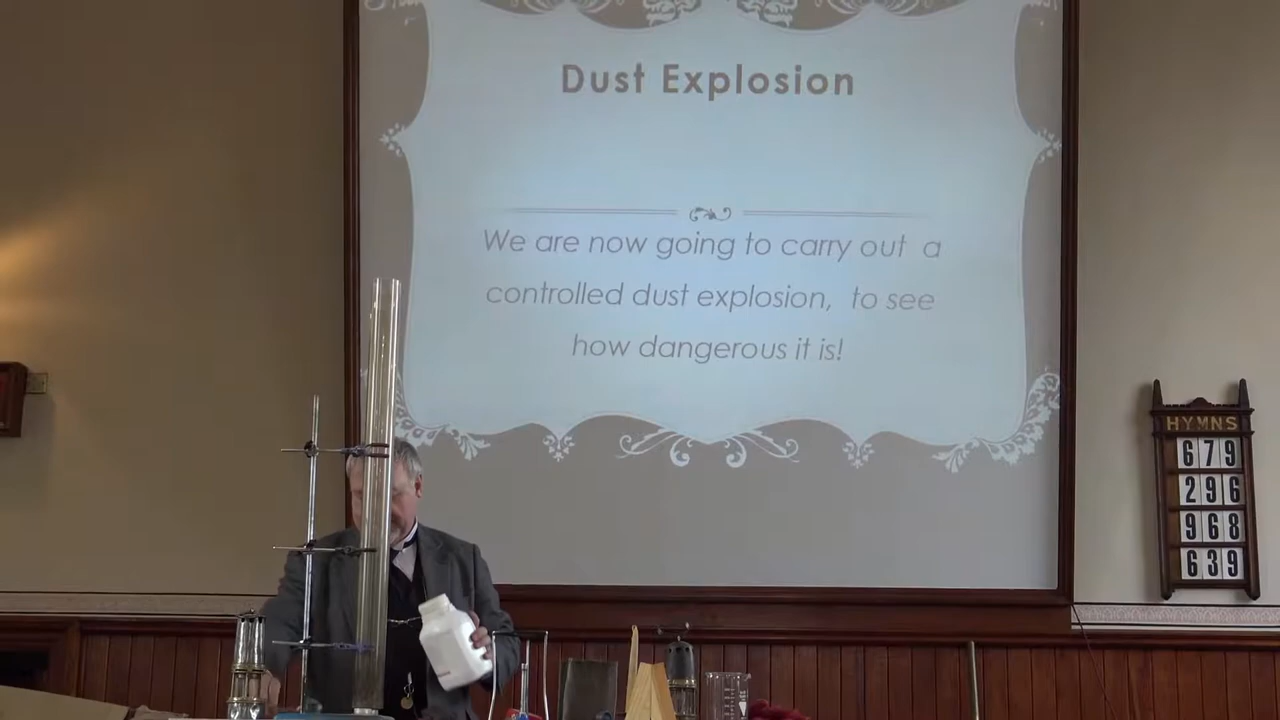 Dust Explosion
We are now going to carry out a
controlled dust explosion, to see
how dangerous it is!
HYMNS
679
296
968
639